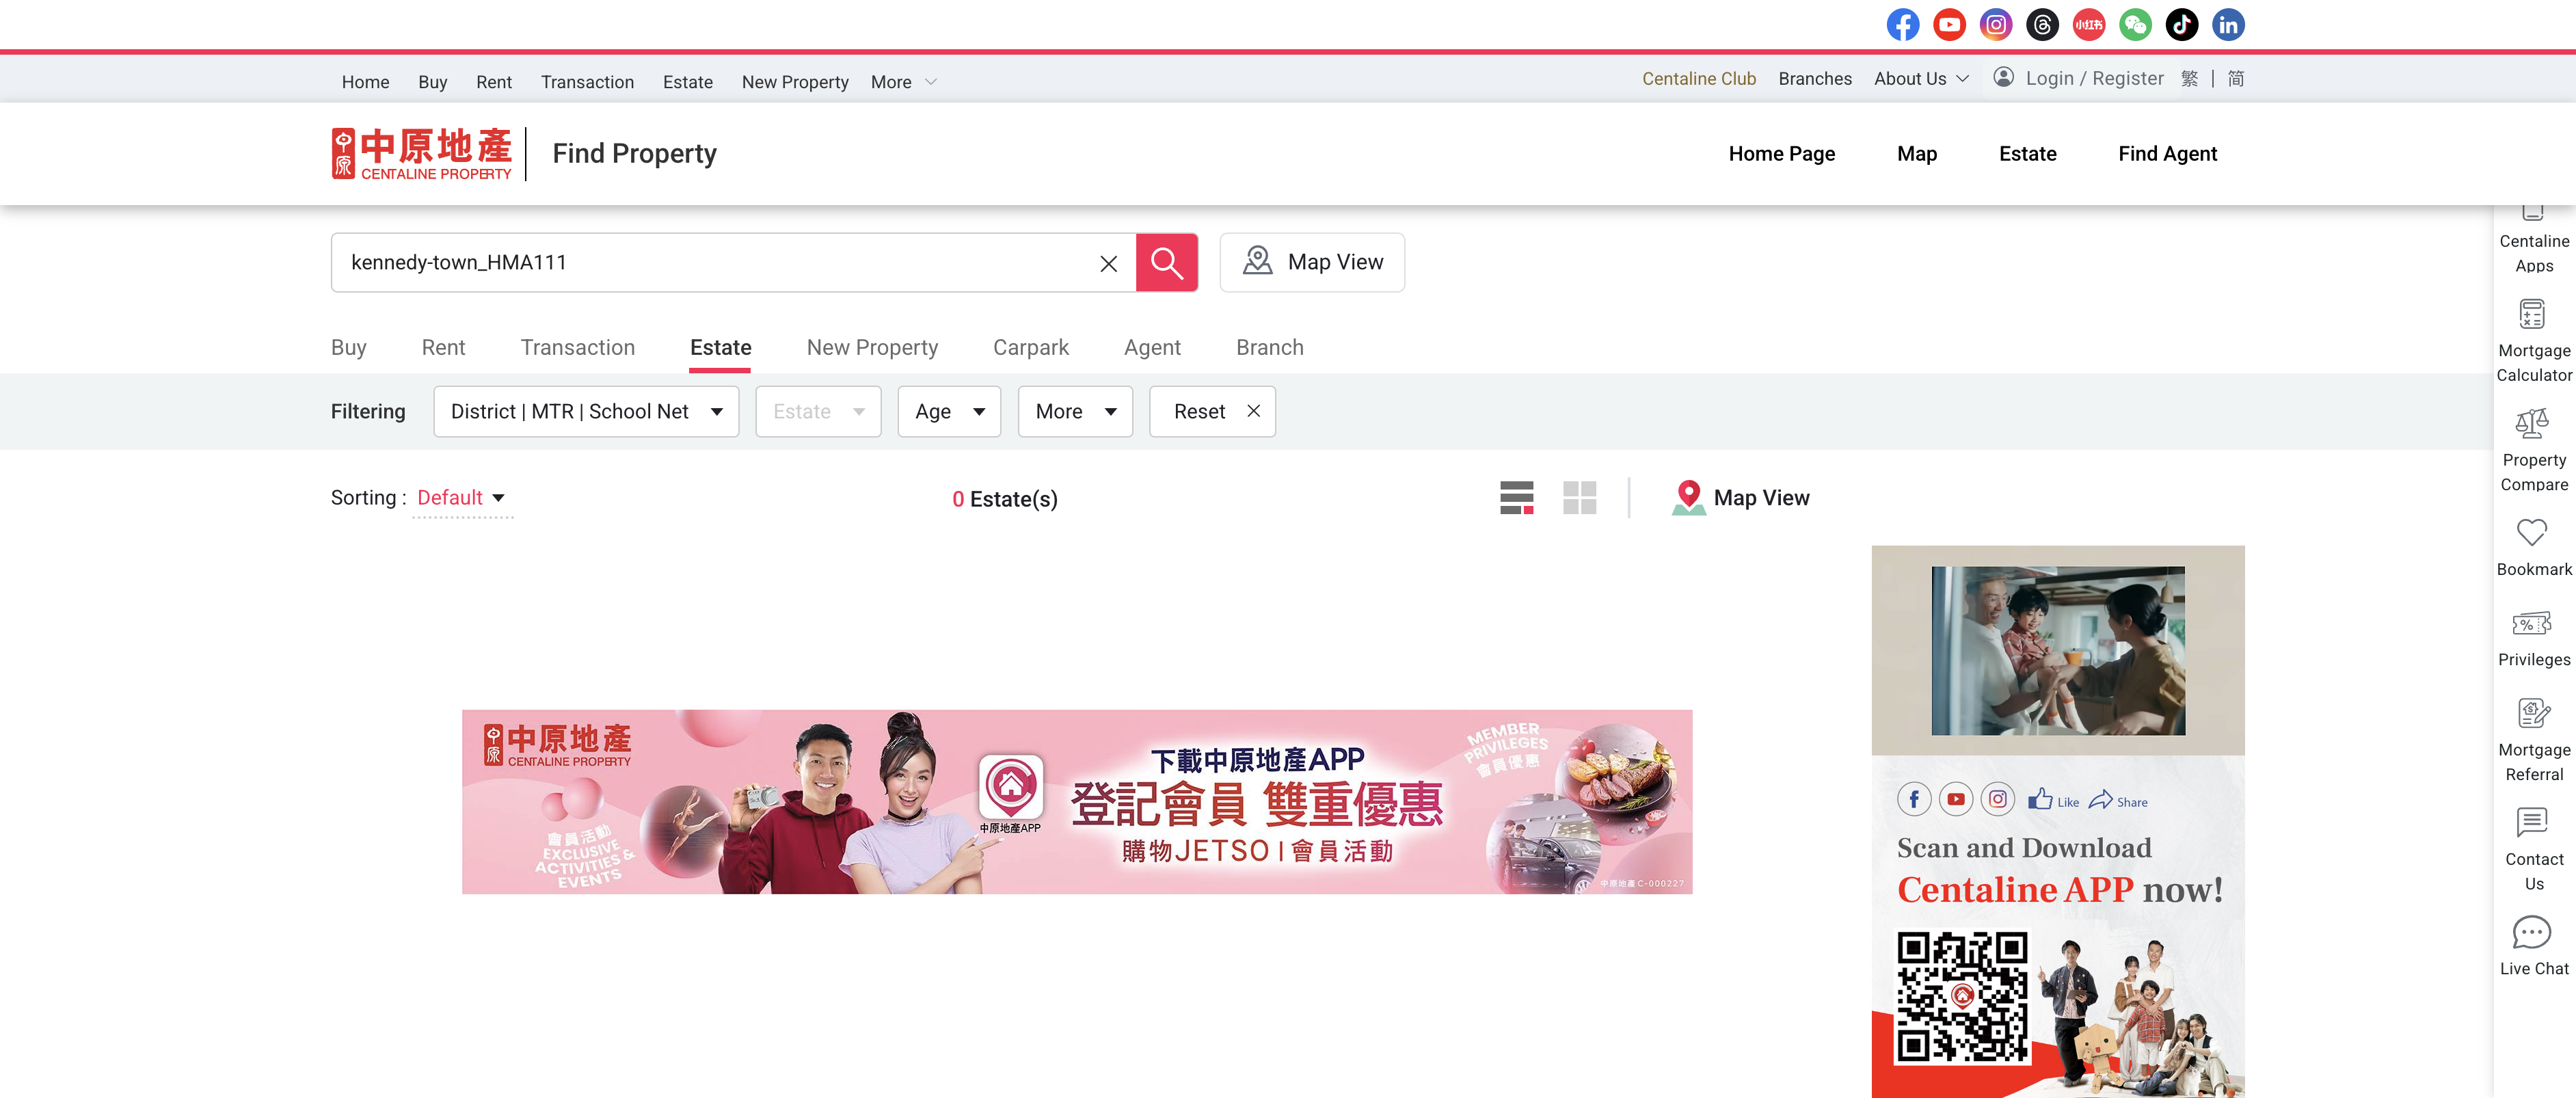 小红书
Home Buy Rent Transaction Estate New Property More
Centaline Club Branches About Us Login / Register 繁 | 简
中原
中原地產
CENTALINE PROPERTY
Find Property
Home Page Map Estate Find Agent
kennedy-town_HMA111
Map View
Buy Rent Transaction Estate New Property Carpark Agent Branch
Filtering District | MTR | School Net Estate Age More Reset
Sorting : Default
0 Estate(s)
Map View
中原
中原地產
CENTALINE PROPERTY
會員活動
EXCLUSIVE
ACTIVITIES &
EVENTS
中原地產APP
下載中原地產APP
登記會員 雙重優惠
購物JETSO | 會員活動
MEMBER
PRIVILEGES
會員優惠
中原地產 C-000227
Like Share
Scan and Download
Centaline APP now!
Centaline
Apps
Mortgage
Calculator
Property
Compare
Bookmark
Privileges
Mortgage
Referral
Contact
Us
Live Chat